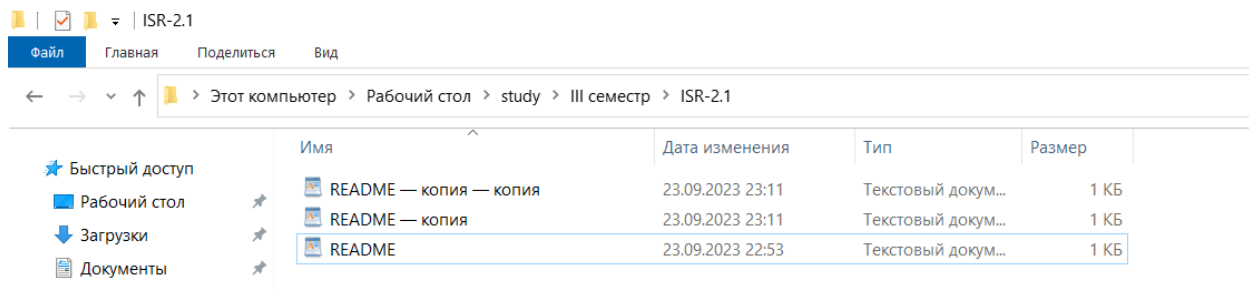 ISR-2.1
Файл Главная Поделиться Вид
Этот компьютер > Рабочий стол > study > III семестр > ISR-2.1
Имя Дата изменения Тип Размер
Быстрый доступ
Рабочий стол
Загрузки
Документы
README — копия — копия 23.09.2023 23:11 Текстовый докум... 1 КБ
README — копия 23.09.2023 23:11 Текстовый докум... 1 КБ
README 23.09.2023 22:53 Текстовый докум... 1 КБ